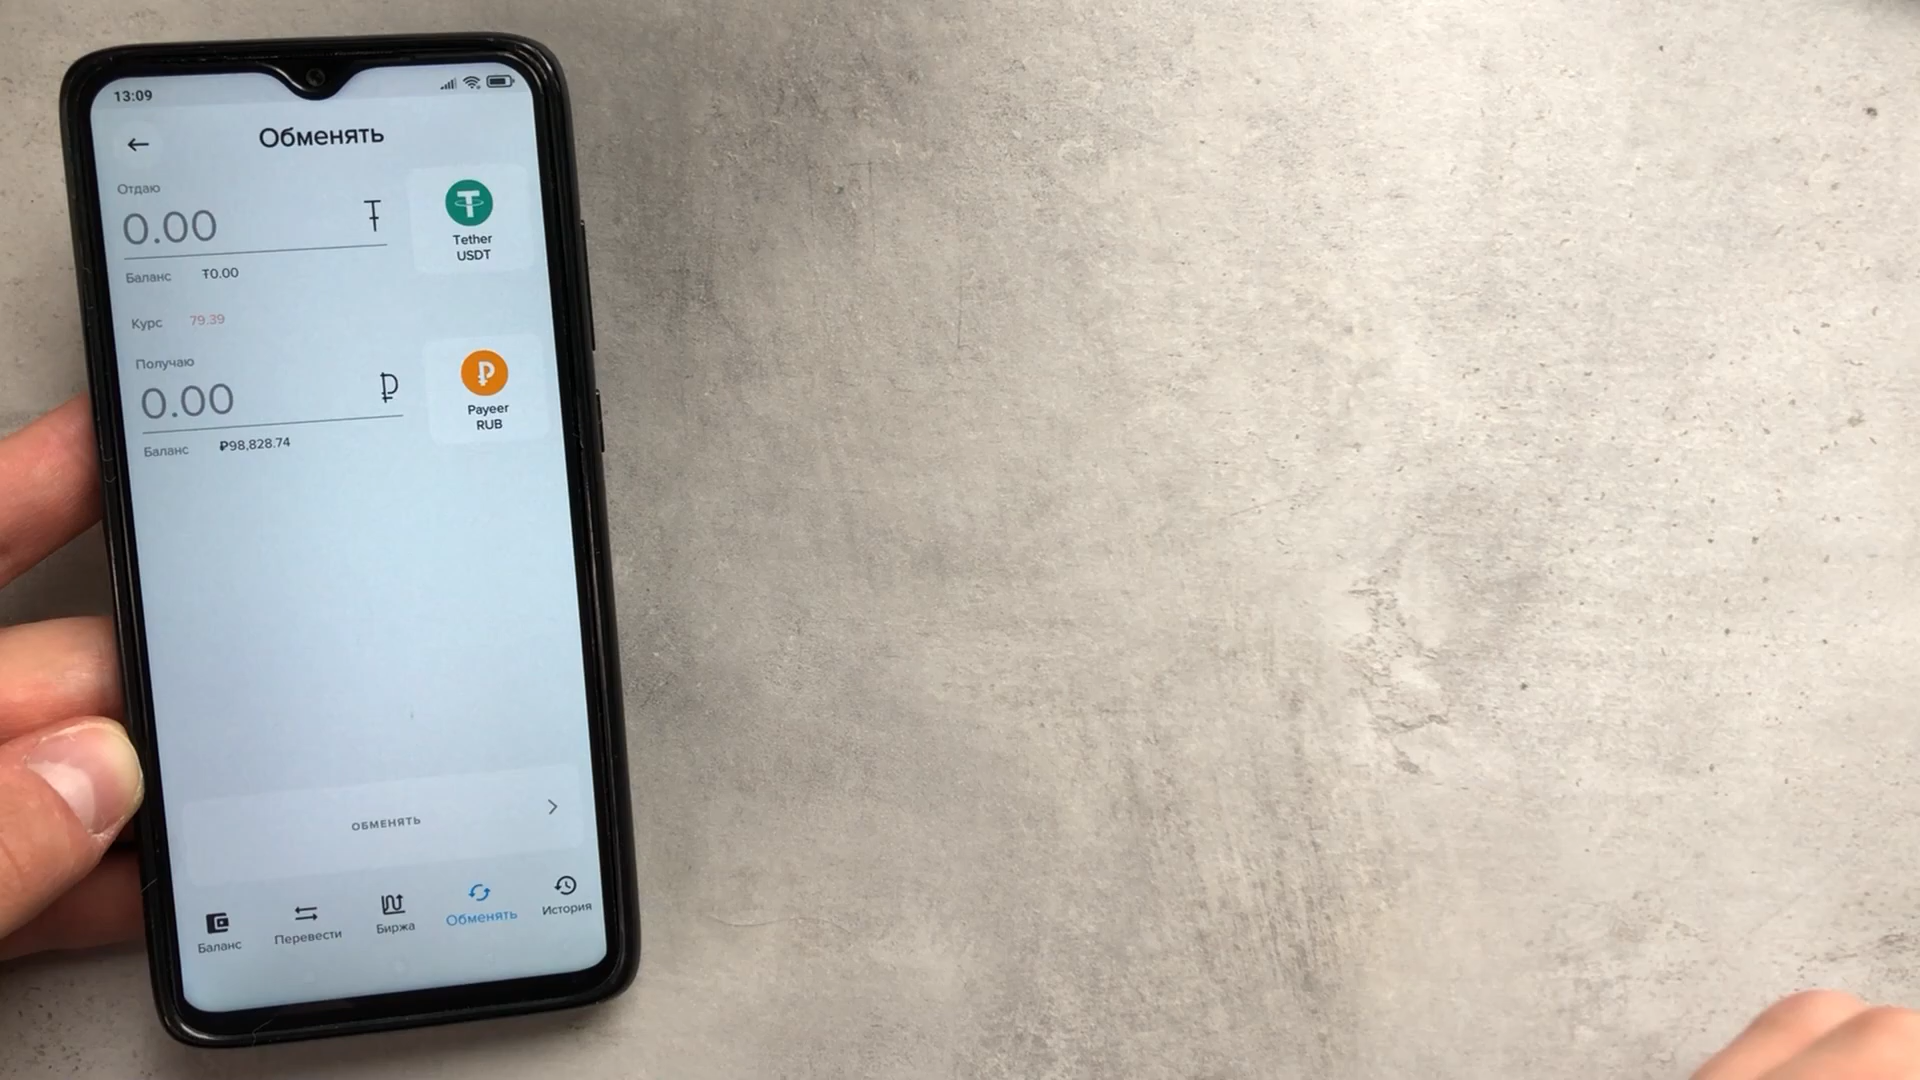 13:09
Обменять
Отдаю
0.00 ₮
Tether
USDT
Баланс ₮0.00
Курс 79.39
Получаю
0.00 ₽
Payeer
RUB
Баланс ₽98,828.74
ОБМЕНЯТЬ
Баланс
Перевести
Биржа
Обменять
История